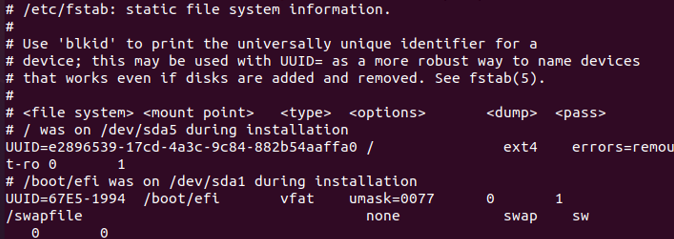 # /etc/fstab: static file system information.
#
# Use 'blkid' to print the universally unique identifier for a
# device; this may be used with UUID= as a more robust way to name devices
# that works even if disks are added and removed. See fstab(5).
#
# <file system> <mount point>   <type>  <options>       <dump>  <pass>
# / was on /dev/sda5 during installation
UUID=e2896539-17cd-4a3c-9c84-882b54aaffa0 /               ext4    errors=remou
t-ro 0       1
# /boot/efi was on /dev/sda1 during installation
UUID=67E5-1994  /boot/efi       vfat    umask=0077      0       1
/swapfile                                 none            swap    sw
   0       0